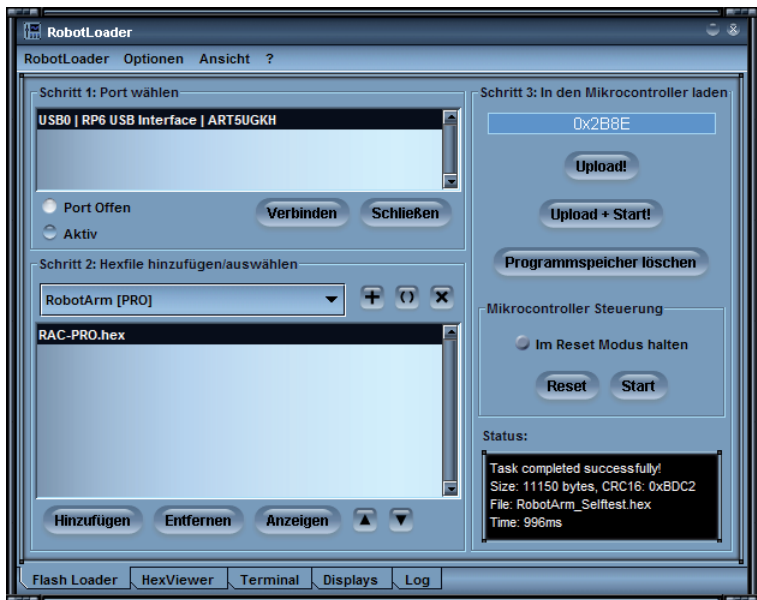 RobotLoader
RobotLoader Optionen Ansicht ?
Schritt 1: Port wählen
USB0 | RP6 USB Interface | ART5UGKH
Port Offen
Aktiv
Verbinden
Schließen
Schritt 2: Hexfile hinzufügen/auswählen
RobotArm [PRO]
RAC-PRO.hex
Hinzufügen
Entfernen
Anzeigen
Schritt 3: In den Mikrocontroller laden
0x2B8E
Upload!
Upload + Start!
Programmspeicher löschen
Mikrocontroller Steuerung
Im Reset Modus halten
Reset
Start
Status:
Task completed successfully!
Size: 11150 bytes, CRC16: 0xBDC2
File: RobotArm_Selftest.hex
Time: 996ms
Flash Loader HexViewer Terminal Displays Log